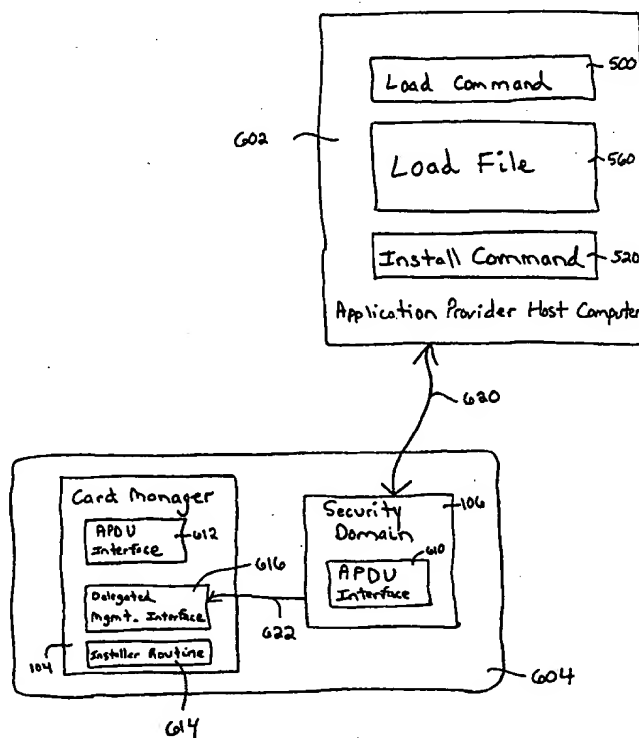 Load Command
500
602
Load File
560
Install Command
520
Application Provider Host Computer
620
Card Manager
APDU
Interface
612
616
Delegated
Mgmt. Interface
104
Installer Routine
614
Security
Domain
106
610
APDU
Interface
622
604